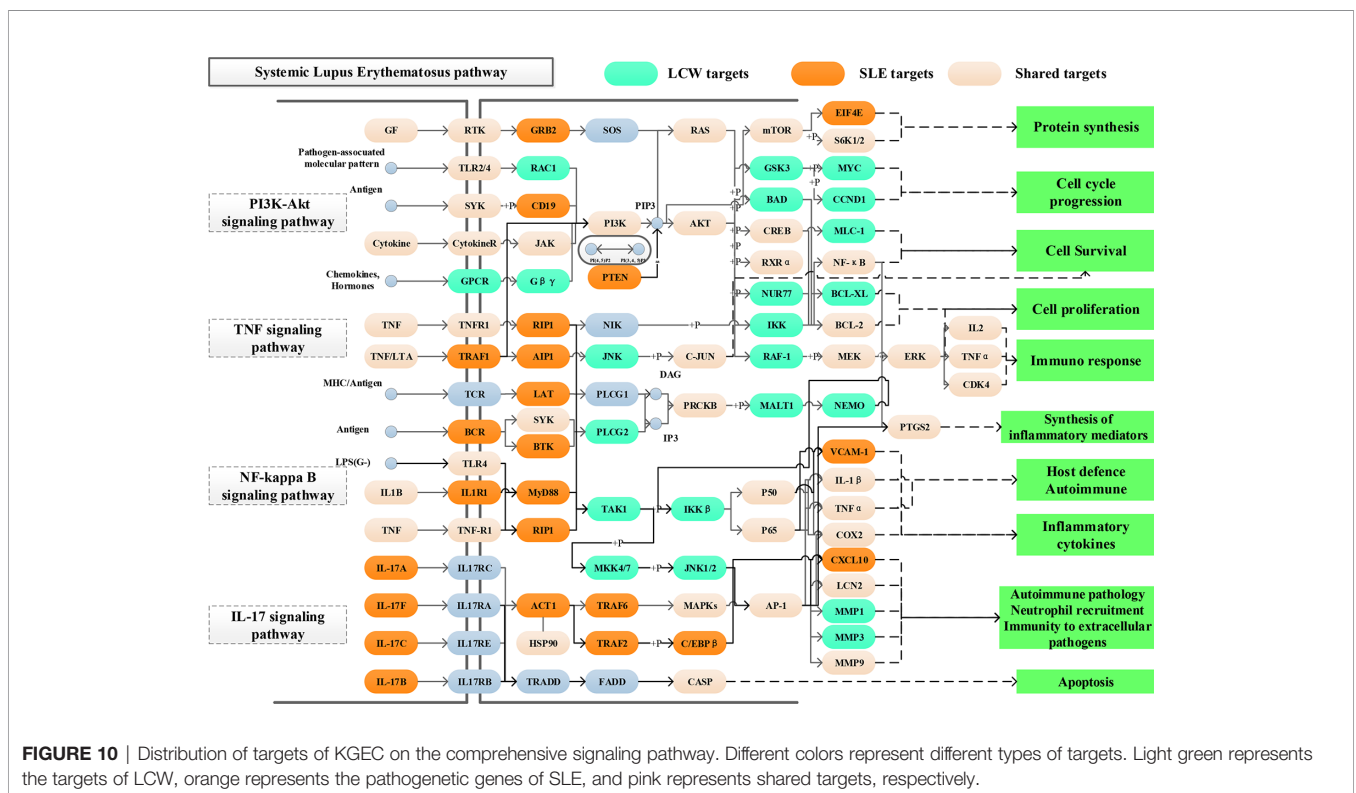 Systemic Lupus Erythematosus pathway
LCW targets
SLE targets
Shared targets
GF
RTK
GRB2
SOS
RAS
mTOR
EIF4E
S6K1/2
+P
Protein synthesis
Pathogen-associated
molecular pattern
TLR2/4
RAC1
GSK3
+P
MYC
Cell cycle
progression
PI3K-Akt
signaling pathway
Antigen
SYK
+P
CD19
PIP3
+P
BAD
+P
CCND1
Cytokine
CytokineR
JAK
PI3K
AKT
+P
CREB
MLC-1
Cell Survival
+P
PI(4,5)P2
+P
RXRα
NF-κB
PTEN
Chemokines,
Hormones
GPCR
Gβγ
+P
NUR77
BCL-XL
Cell proliferation
TNF signaling
pathway
TNF
TNFR1
RIP1
NIK
+P
IKK
BCL-2
IL2
TNF/LTA
TRAF1
AIP1
JNK
+P
C-JUN
RAF-1
+P
MEK
ERK
TNFα
Immuno response
CDK4
MHC/Antigen
TCR
LAT
PLCG1
DAG
PRCKB
+P
MALT1
NEMO
IP3
Antigen
BCR
SYK
BTK
PLCG2
PTGS2
Synthesis of
inflammatory mediators
NF-kappa B
signaling pathway
LPS(G-)
TLR4
VCAM-1
IL1B
IL1R1
MyD88
TAK1
+P
IKKβ
P50
P65
IL-1β
TNFα
COX2
Host defence
Autoimmune
TNF
TNF-R1
RIP1
Inflammatory
cytokines
+P
IL-17A
IL17RC
MKK4/7
+P
JNK1/2
CXCL10
LCN2
IL-17 signaling
pathway
IL-17F
IL17RA
ACT1
TRAF6
MAPKs
AP-1
MMP1
Autoimmune pathology
Neutrophil recruitment
Immunity to extracellular
pathogens
IL-17C
IL17RE
HSP90
TRAF2
+P
C/EBPβ
MMP3
MMP9
IL-17B
IL17RB
TRADD
FADD
CASP
Apoptosis
FIGURE 10 | Distribution of targets of KGEC on the comprehensive signaling pathway. Different colors represent different types of targets. Light green represents
the targets of LCW, orange represents the pathogenetic genes of SLE, and pink represents shared targets, respectively.